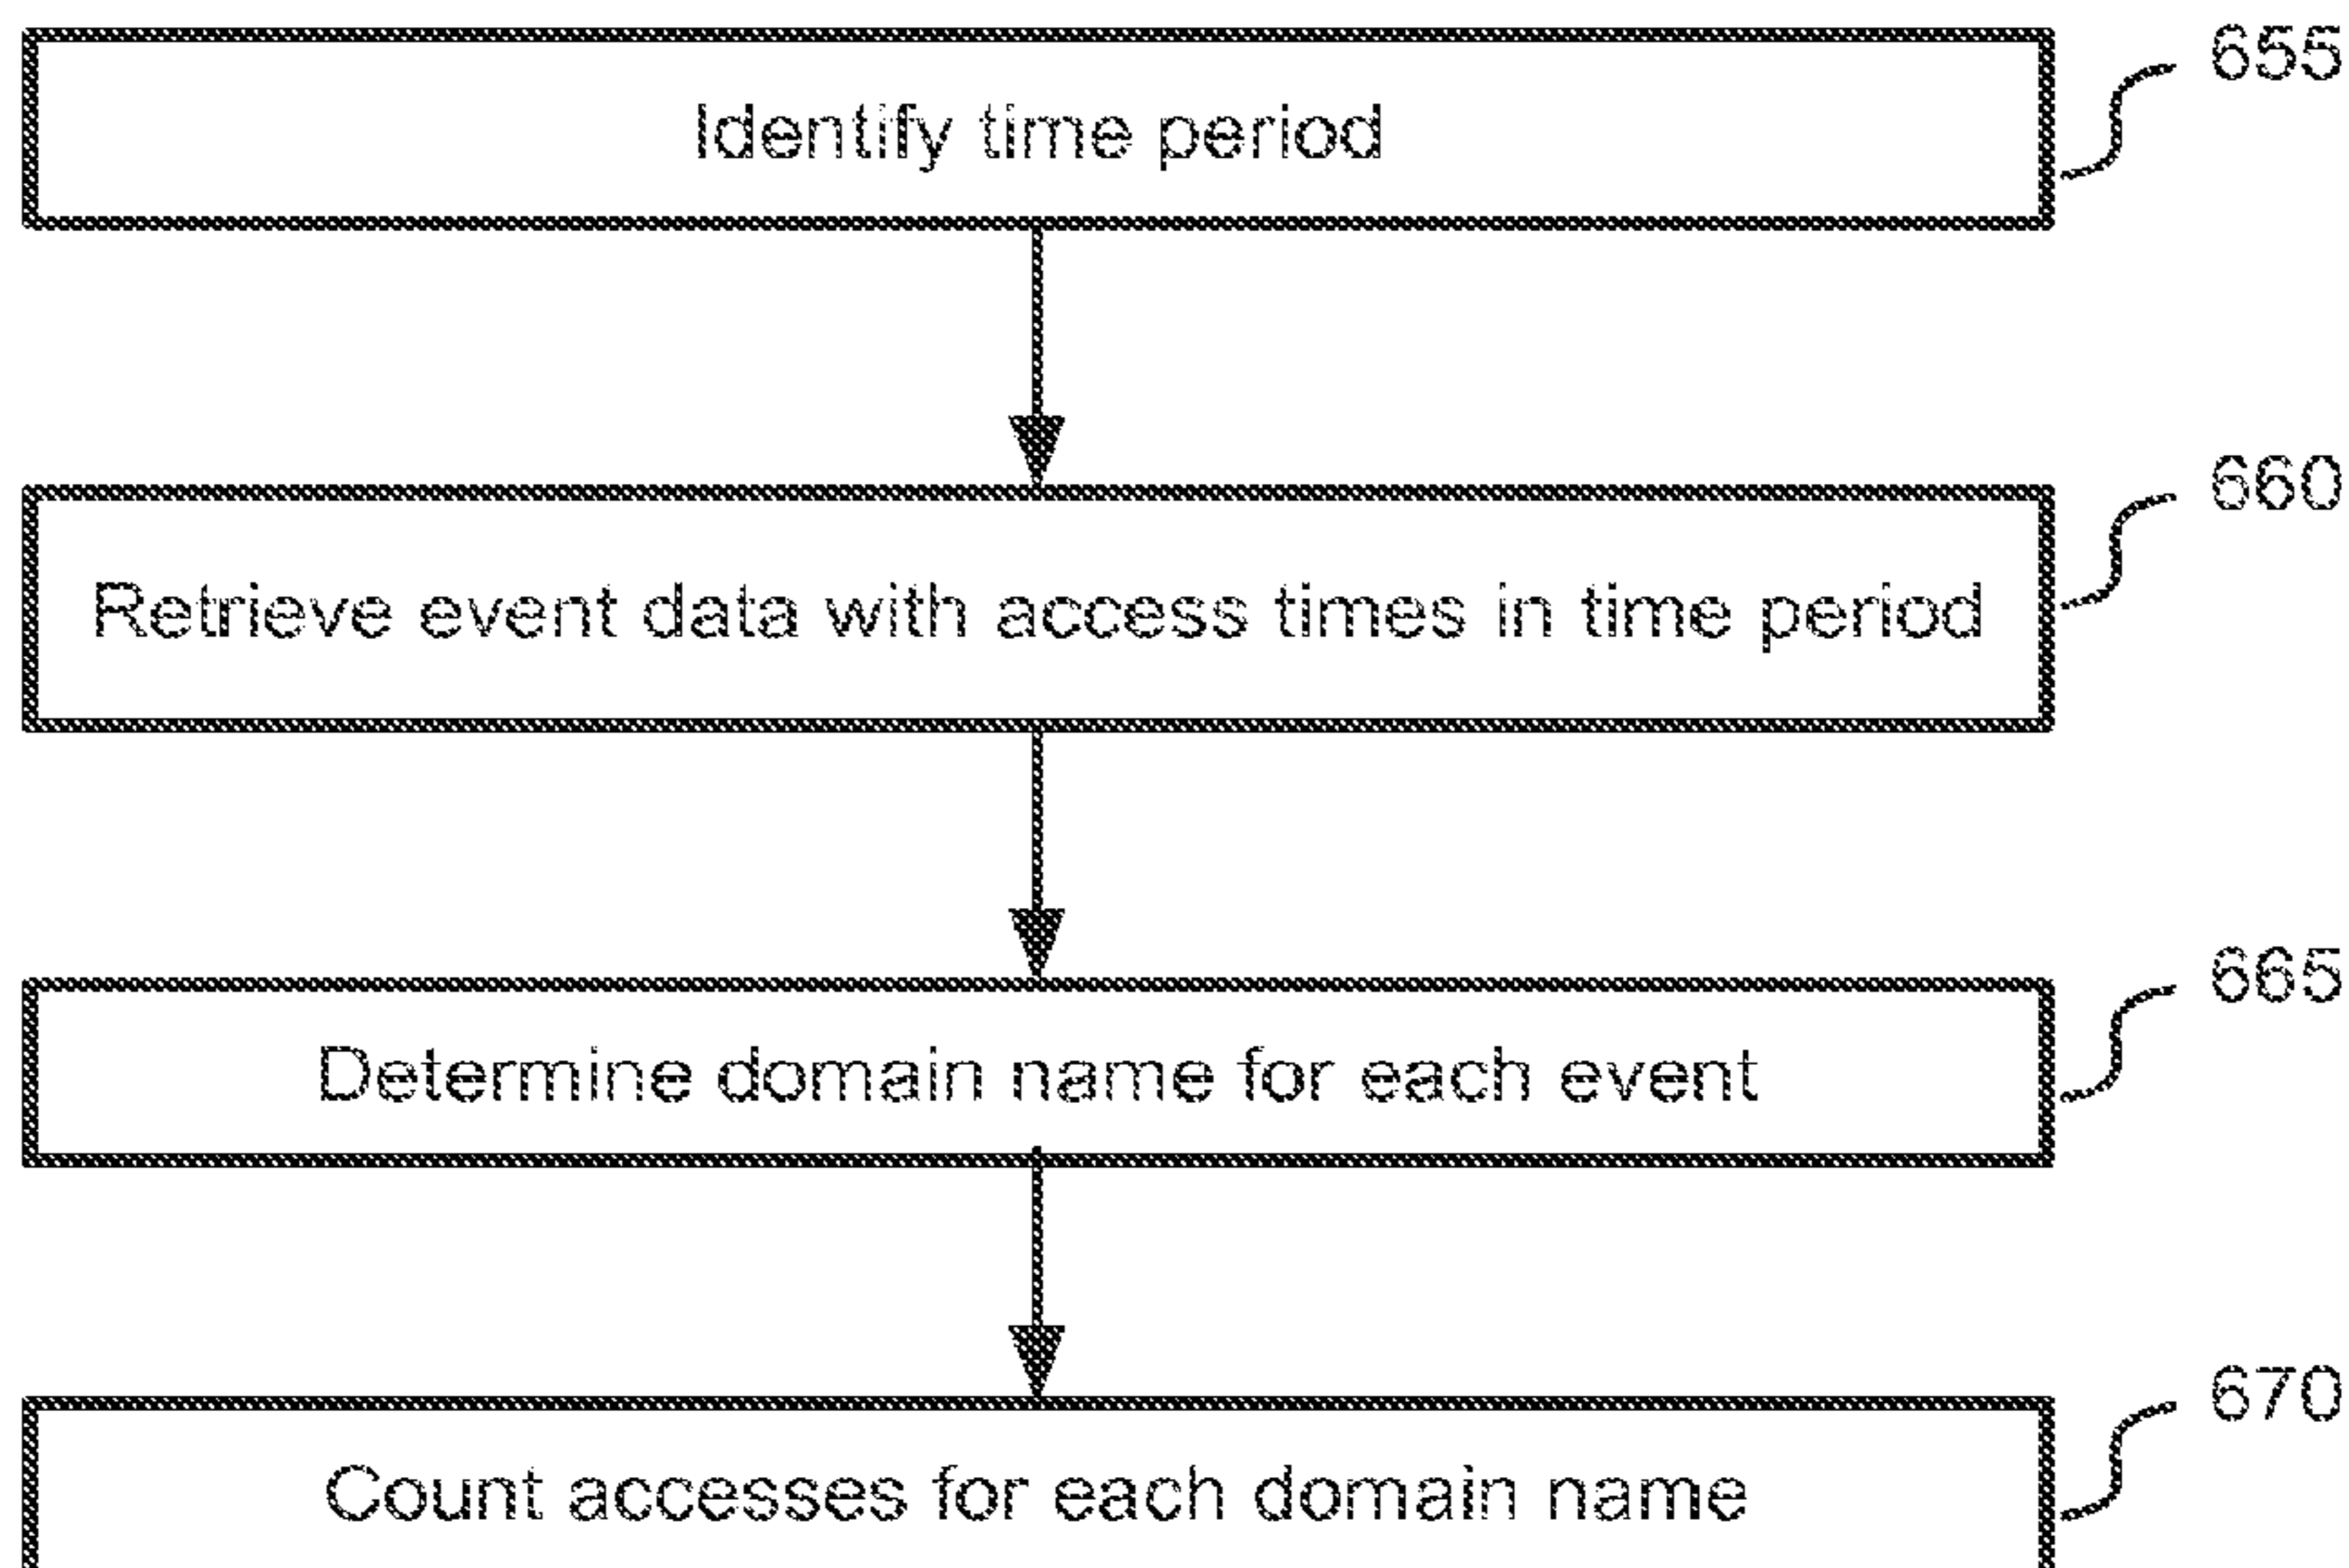 655
Identify time period
660
Retrieve event data with access times in time period
665
Determine domain name for each event
670
Count accesses for each domain name